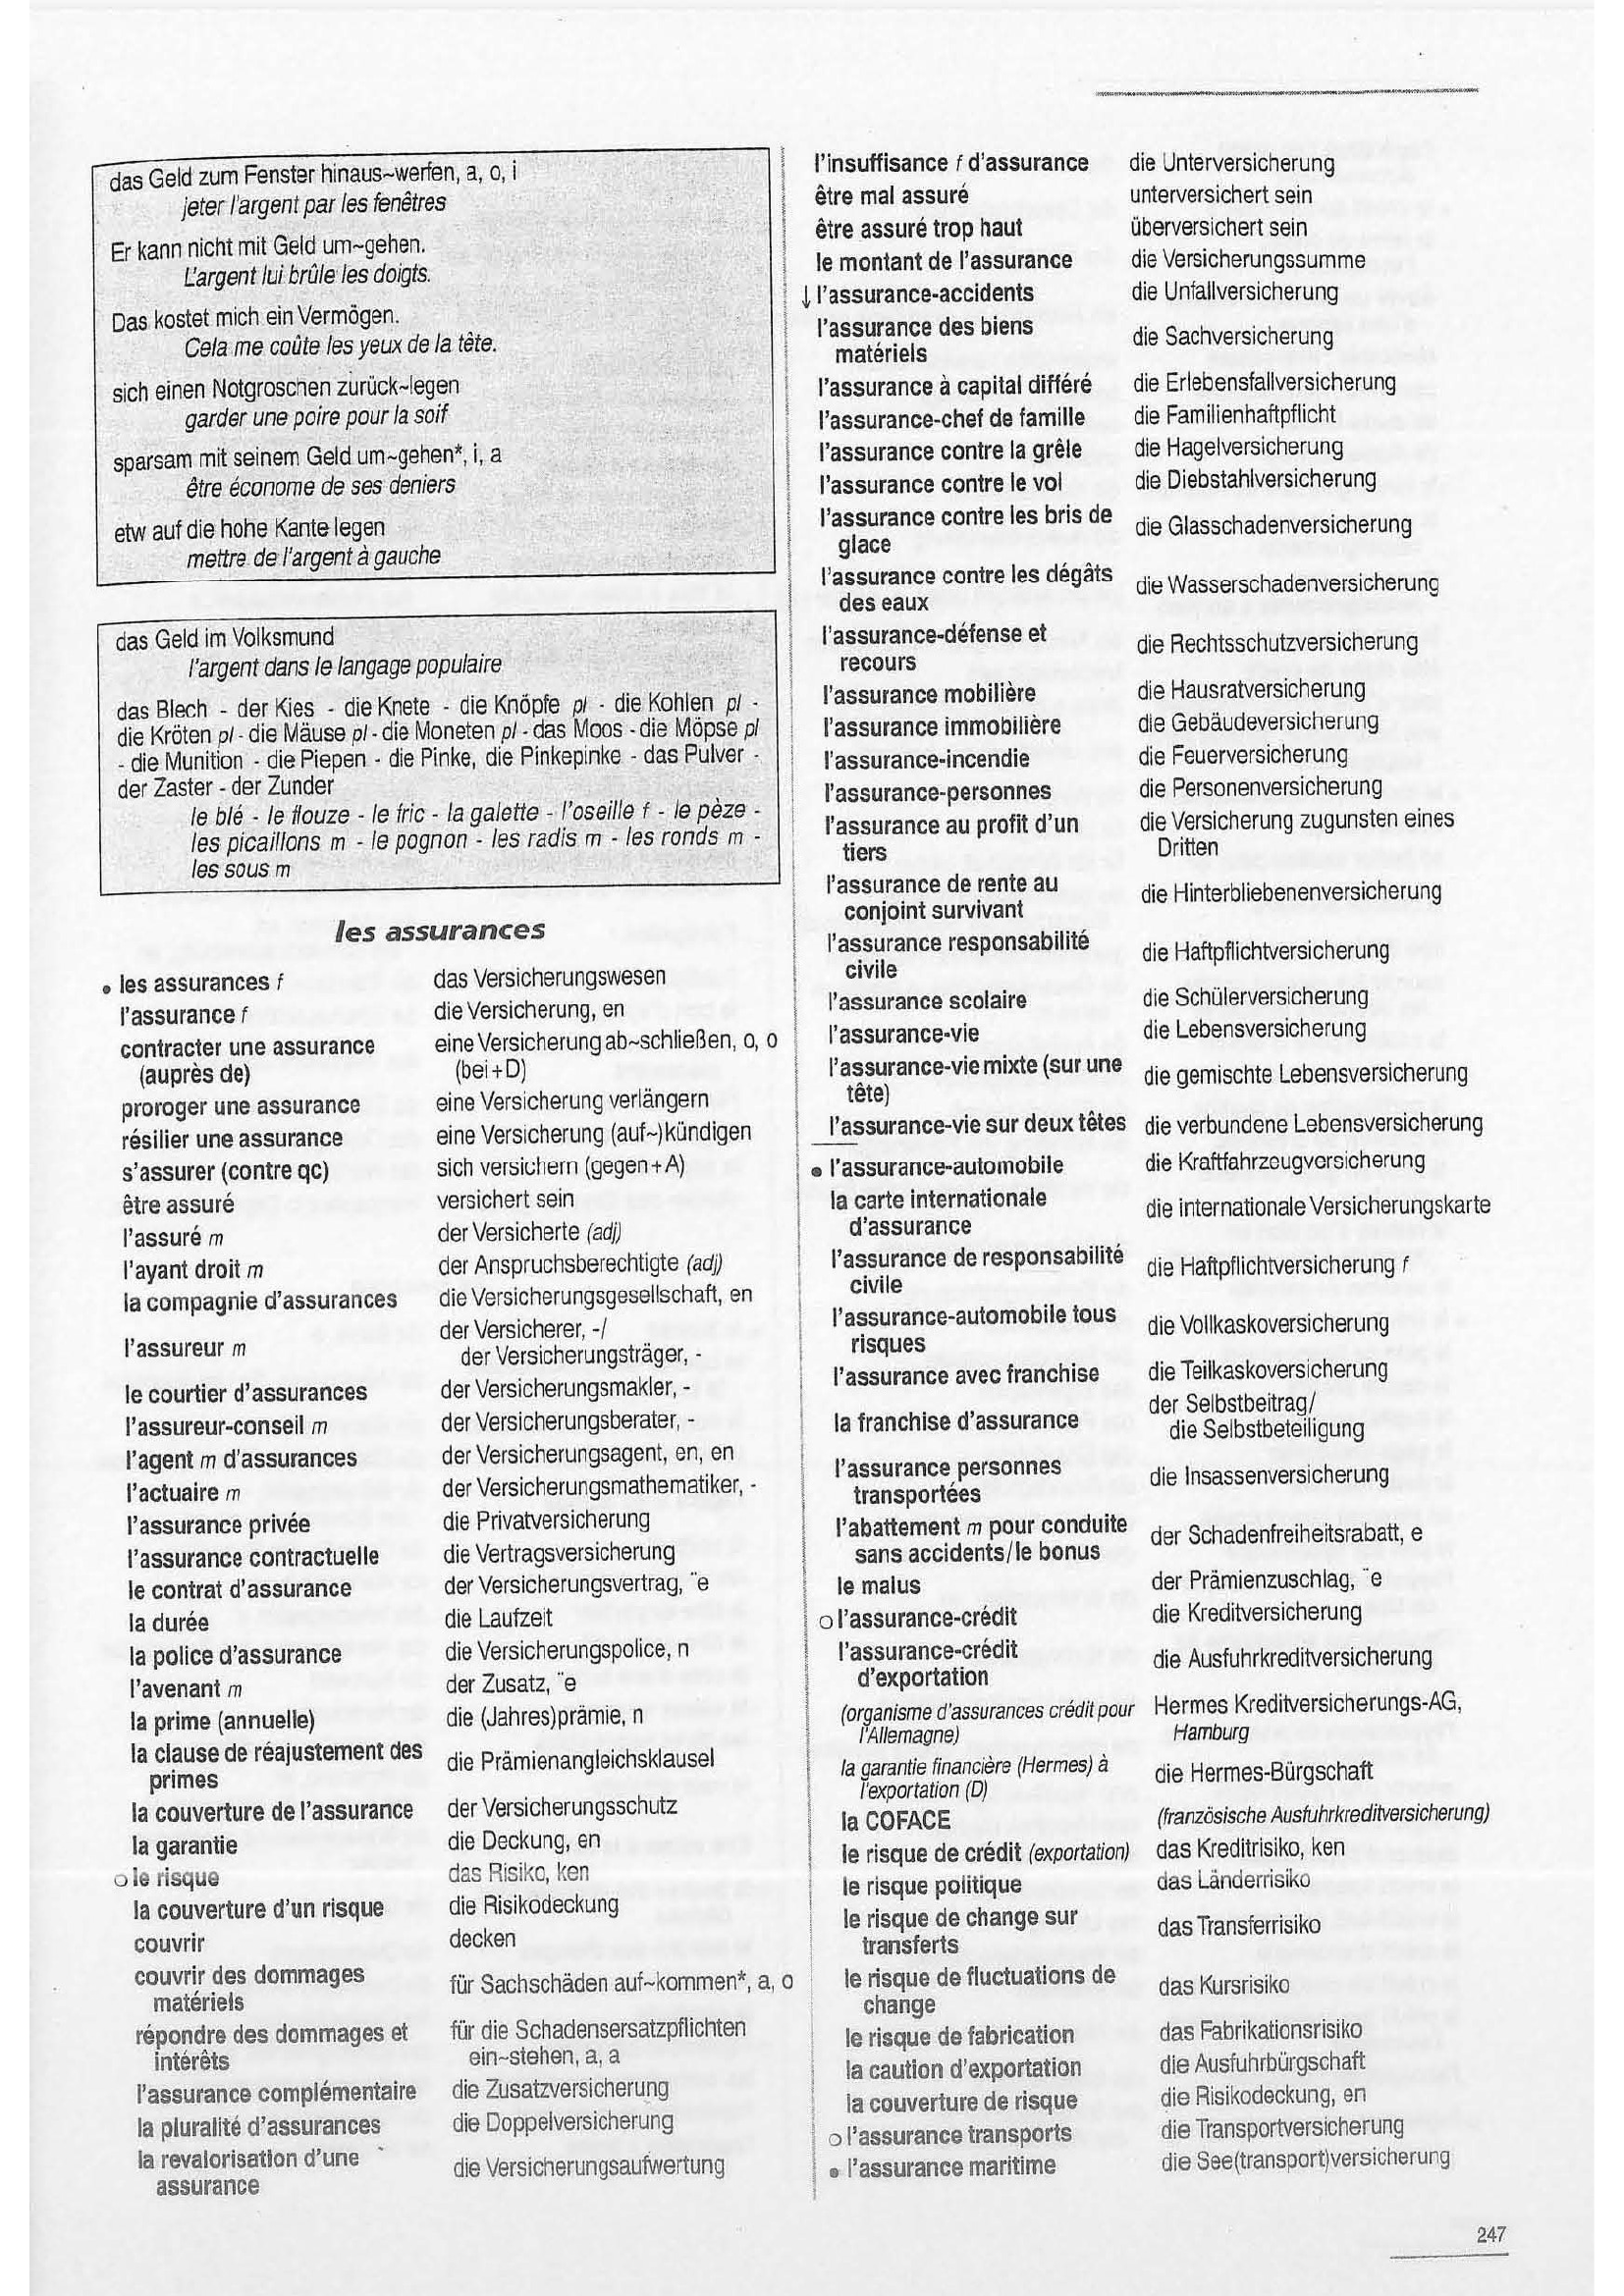 das Geld zum Fenster hinaus~werfen, a, o, i
jeter l'argent par les fenêtres
Er kann nicht mit Geld um~gehen.
L'argent lui brûle les doigts.
Das kostet mich ein Vermögen.
Cela me coûte les yeux de la tête.
sich einen Notgroschen zurück~legen
garder une poire pour la soif
sparsam mit seinem Geld um~gehen*, i, a
être économe de ses deniers
etw auf die hohe Kante legen
mettre de l'argent à gauche
das Geld im Volksmund
l'argent dans le langage populaire
das Blech - der Kies - die Knete - die Knöpfe pl - die Kohlen pl -
die Kröten pl - die Mäuse pl - die Moneten pl - das Moos - die Möpse pl
- die Munition - die Piepen - die Pinke, die Pinkepinke - das Pulver -
der Zaster - der Zunder
le blé - le flouze - le fric - la galette - l'oseille f - le pèze -
les picaillons m - le pognon - les radis m - les ronds m -
les sous m
les assurances
• les assurances f das Versicherungswesen
l'assurance f die Versicherung, en
contracter une assurance eine Versicherung ab~schließen, o, o
(auprès de) (bei+D)
proroger une assurance eine Versicherung verlängern
résilier une assurance eine Versicherung (auf~)kündigen
s'assurer (contre qc) sich versichern (gegen+A)
être assuré versichert sein
l'assuré m der Versicherte (adj)
l'ayant droit m der Anspruchsberechtigte (adj)
la compagnie d'assurances die Versicherungsgesellschaft, en
l'assureur m der Versicherer, -/
der Versicherungsträger, -
le courtier d'assurances der Versicherungsmakler, -
l'assureur-conseil m der Versicherungsberater, -
l'agent m d'assurances der Versicherungsagent, en, en
l'actuaire m der Versicherungsmathematiker, -
l'assurance privée die Privatversicherung
l'assurance contractuelle die Vertragsversicherung
le contrat d'assurance der Versicherungsvertrag, ¨e
la durée die Laufzeit
la police d'assurance die Versicherungspolice, n
l'avenant m der Zusatz, ¨e
la prime (annuelle) die (Jahres)prämie, n
la clause de réajustement des die Prämienangleichsklausel
primes
la couverture de l'assurance der Versicherungsschutz
la garantie die Deckung, en
○ le risque das Risiko, ken
la couverture d'un risque die Risikodeckung
couvrir decken
couvrir des dommages für Sachschäden auf~kommen*, a, o
matériels
répondre des dommages et für die Schadensersatzpflichten
intérêts ein~stehen, a, a
l'assurance complémentaire die Zusatzversicherung
la pluralité d'assurances die Doppelversicherung
la revalorisation d'une die Versicherungsaufwertung
assurance
l'insuffisance f d'assurance die Unterversicherung
être mal assuré unterversichert sein
être assuré trop haut überversichert sein
le montant de l'assurance die Versicherungssumme
↓ l'assurance-accidents die Unfallversicherung
l'assurance des biens die Sachversicherung
matériels
l'assurance à capital différé die Erlebensfallversicherung
l'assurance-chef de famille die Familienhaftpflicht
l'assurance contre la grêle die Hagelversicherung
l'assurance contre le vol die Diebstahlversicherung
l'assurance contre les bris de die Glasschadenversicherung
glace
l'assurance contre les dégâts die Wasserschadenversicherung
des eaux
l'assurance-défense et die Rechtsschutzversicherung
recours
l'assurance mobilière die Hausratversicherung
l'assurance immobilière die Gebäudeversicherung
l'assurance-incendie die Feuerversicherung
l'assurance-personnes die Personenversicherung
l'assurance au profit d'un die Versicherung zugunsten eines
tiers Dritten
l'assurance de rente au die Hinterbliebenenversicherung
conjoint survivant
l'assurance responsabilité die Haftpflichtversicherung
civile
l'assurance scolaire die Schülerversicherung
l'assurance-vie die Lebensversicherung
l'assurance-vie mixte (sur une die gemischte Lebensversicherung
tête)
l'assurance-vie sur deux têtes die verbundene Lebensversicherung
• l'assurance-automobile die Kraftfahrzeugversicherung
la carte internationale die internationale Versicherungskarte
d'assurance
l'assurance de responsabilité die Haftpflichtversicherung f
civile
l'assurance-automobile tous die Vollkaskoversicherung
risques
l'assurance avec franchise die Teilkaskoversicherung
la franchise d'assurance der Selbstbeitrag/
die Selbstbeteiligung
l'assurance personnes die Insassenversicherung
transportées
l'abattement m pour conduite der Schadenfreiheitsrabatt, e
sans accidents/le bonus
le malus der Prämienzuschlag, ¨e
○ l'assurance-crédit die Kreditversicherung
l'assurance-crédit die Ausfuhrkreditversicherung
d'exportation
(organisme d'assurances crédit pour Hermes Kreditversicherungs-AG,
l'Allemagne) Hamburg
la garantie financière (Hermes) à die Hermes-Bürgschaft
l'exportation (D)
la COFACE (französische Ausfuhrkreditversicherung)
le risque de crédit (exportation) das Kreditrisiko, ken
le risque politique das Länderrisiko
le risque de change sur das Transferrisiko
transferts
le risque de fluctuations de das Kursrisiko
change
le risque de fabrication das Fabrikationsrisiko
la caution d'exportation die Ausfuhrbürgschaft
la couverture de risque die Risikodeckung, en
○ l'assurance transports die Transportversicherung
• l'assurance maritime die See(transport)versicherung
247